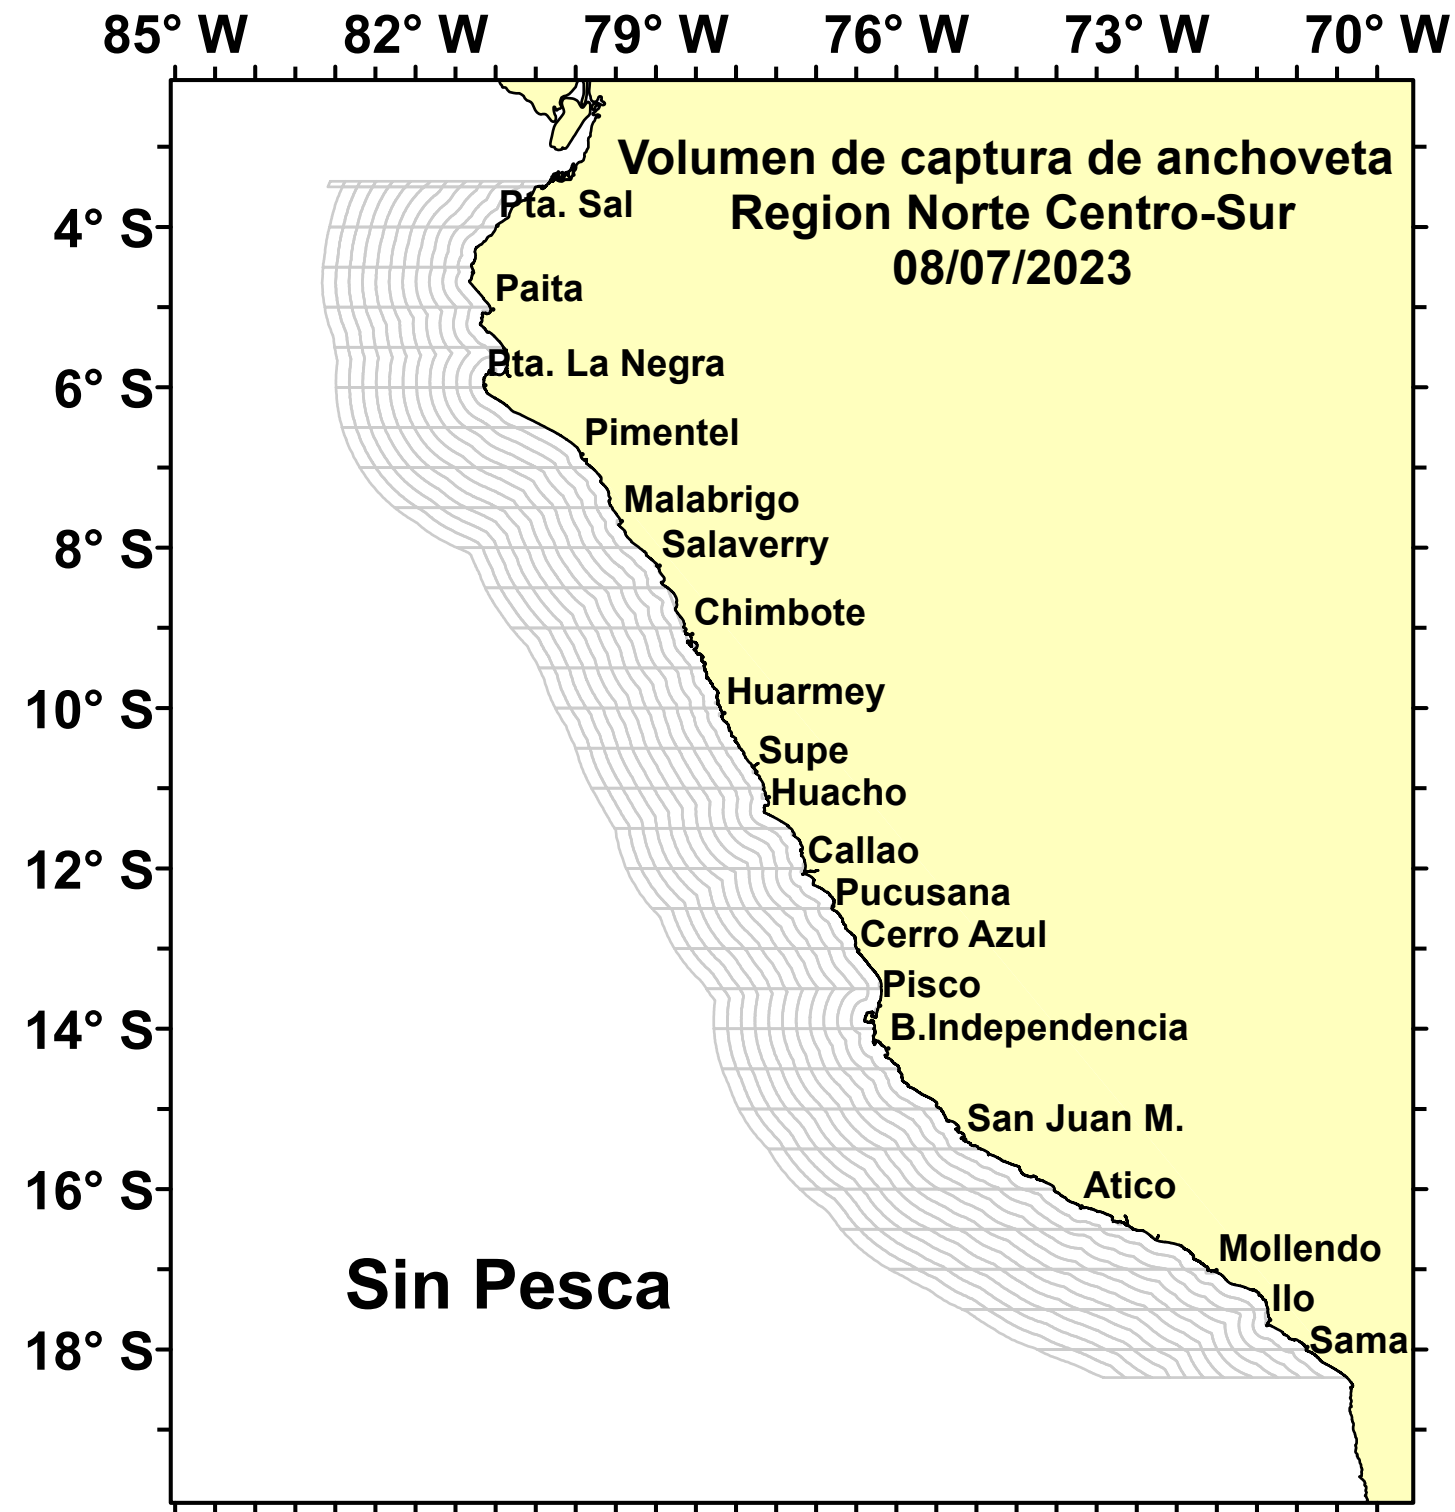 85° W 82° W 79° W 76° W 73° W 70° W
Volumen de captura de anchoveta
Region Norte Centro-Sur
08/07/2023
Pta. Sal
4° S
Paita
Pta. La Negra
6° S
Pimentel
Malabrigo
Salaverry
8° S
Chimbote
Huarmey
10° S
Supe
Huacho
Callao
12° S
Pucusana
Cerro Azul
Pisco
B.Independencia
14° S
San Juan M.
Atico
16° S
Mollendo
Sin Pesca
Ilo
Sama
18° S